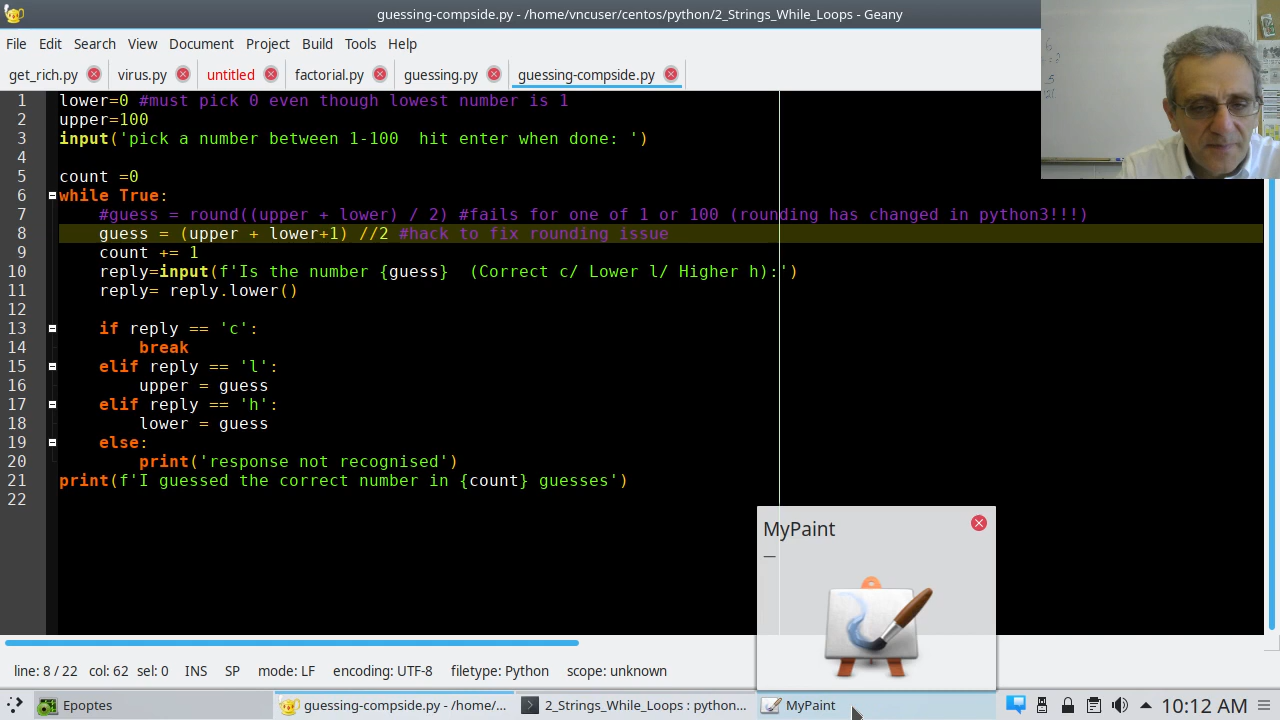 guessing-compside.py - /home/vncuser/centos/python/2_Strings_While_Loops - Geany
File Edit Search View Document Project Build Tools Help
get_rich.py virus.py untitled factorial.py guessing.py guessing-compside.py
1 lower=0 #must pick 0 even though lowest number is 1
2 upper=100
3 input('pick a number between 1-100  hit enter when done: ')
4
5 count =0
6 while True:
7     #guess = round((upper + lower) / 2) #fails for one of 1 or 100 (rounding has changed in python3!!!)
8     guess = (upper + lower+1) //2 #hack to fix rounding issue
9     count += 1
10     reply=input(f'Is the number {guess}  (Correct c/ Lower l/ Higher h):')
11     reply= reply.lower()
12
13     if reply == 'c':
14         break
15     elif reply == 'l':
16         upper = guess
17     elif reply == 'h':
18         lower = guess
19     else:
20         print('response not recognised')
21 print(f'I guessed the correct number in {count} guesses')
22
MyPaint
line: 8 / 22 col: 62 sel: 0 INS SP mode: LF encoding: UTF-8 filetype: Python scope: unknown
Epoptes guessing-compside.py - /home/... 2_Strings_While_Loops : python... MyPaint 10:12 AM